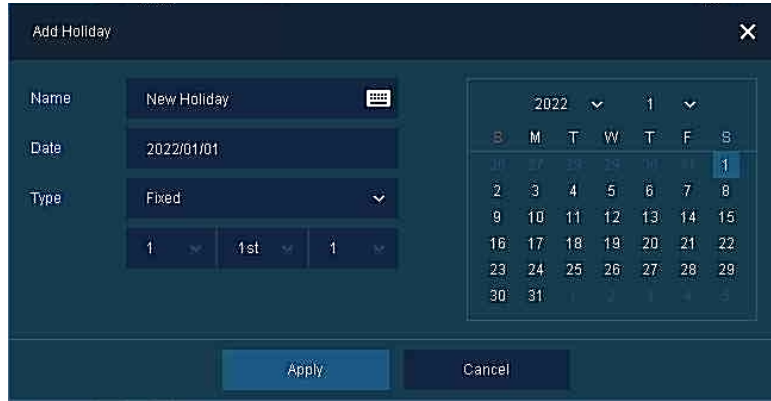 Add Holiday
Name New Holiday
Date 2022/01/01
Type Fixed
1 1st 1
2022 1
S M T W T F S
26 27 28 29 30 31 1
2 3 4 5 6 7 8
9 10 11 12 13 14 15
16 17 18 19 20 21 22
23 24 25 26 27 28 29
30 31 1 2 3 4 5
Apply Cancel